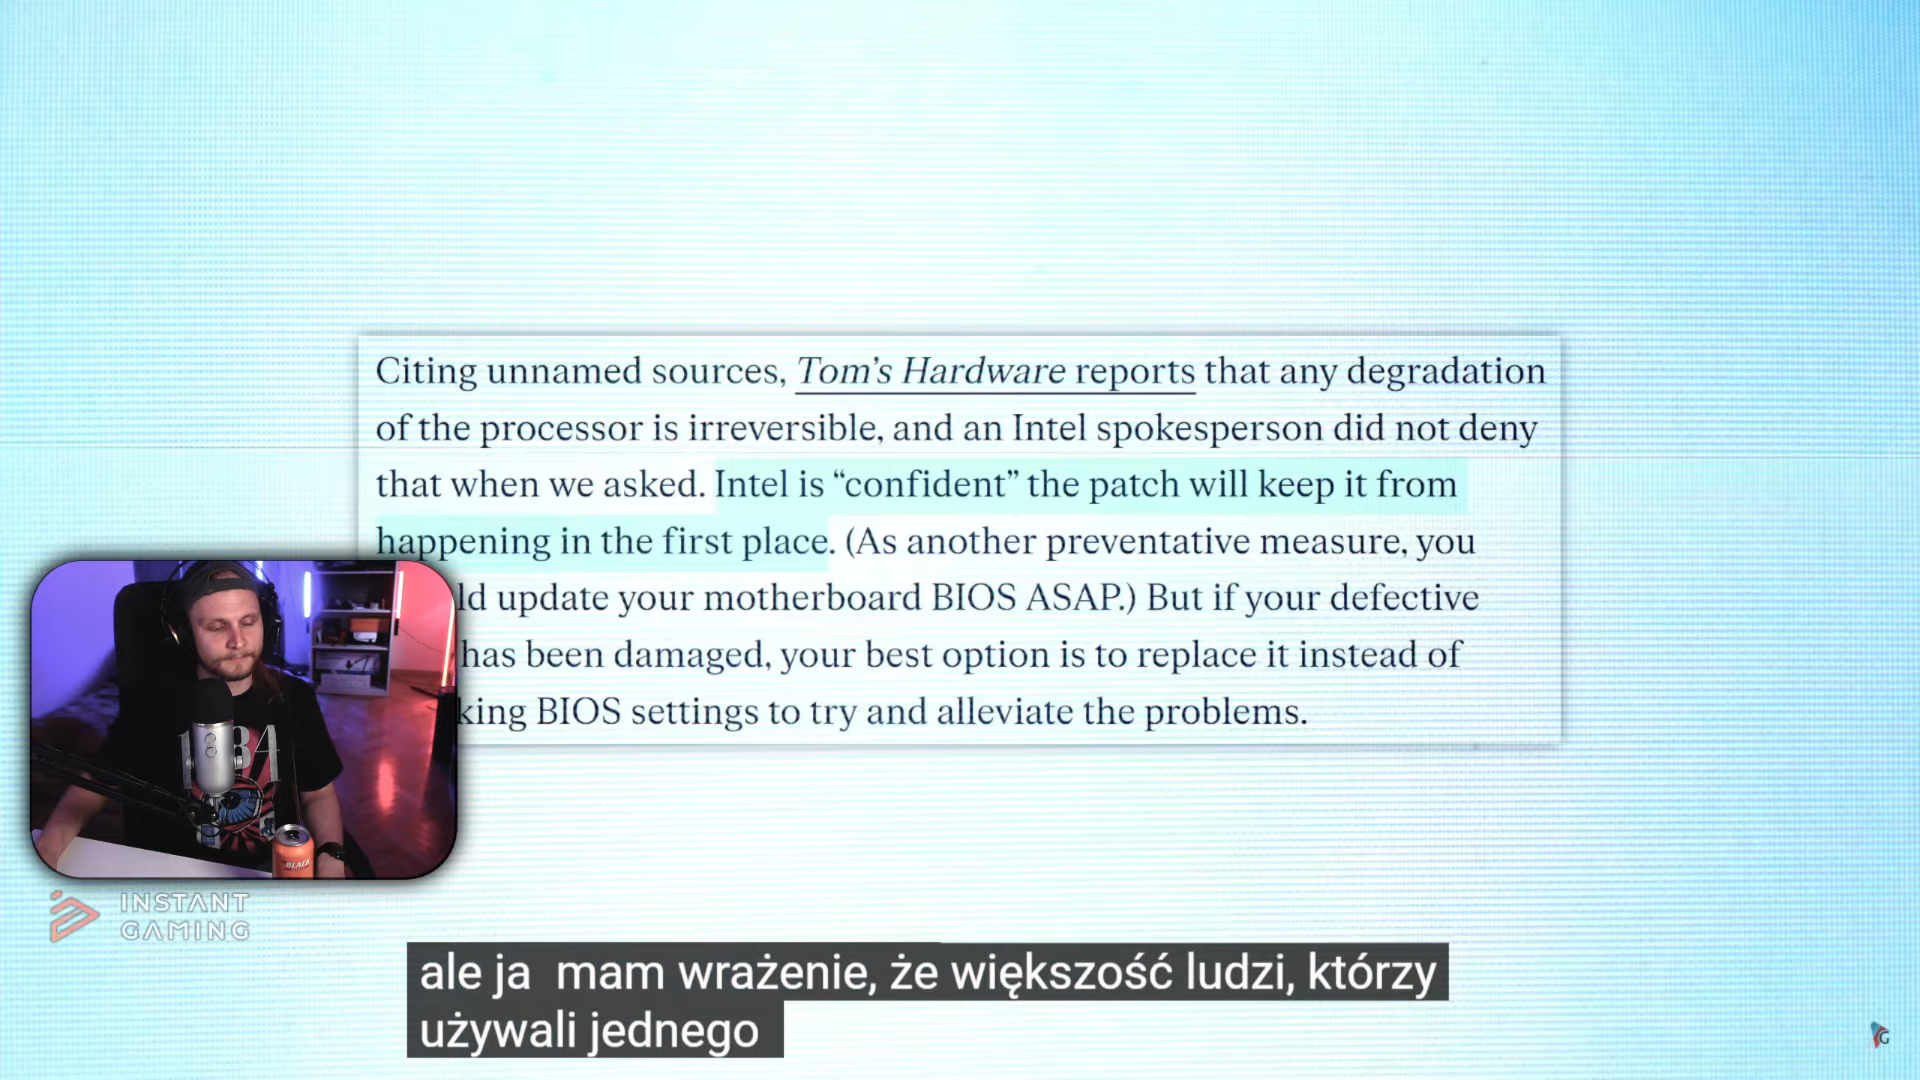 Citing unnamed sources, Tom's Hardware reports that any degradation
of the processor is irreversible, and an Intel spokesperson did not deny
that when we asked. Intel is “confident” the patch will keep it from
happening in the first place. (As another preventative measure, you
ld update your motherboard BIOS ASAP.) But if your defective
has been damaged, your best option is to replace it instead of
king BIOS settings to try and alleviate the problems.
BLACK
INSTANT
GAMING
ale ja  mam wrażenie, że większość ludzi, którzy
używali jednego
G